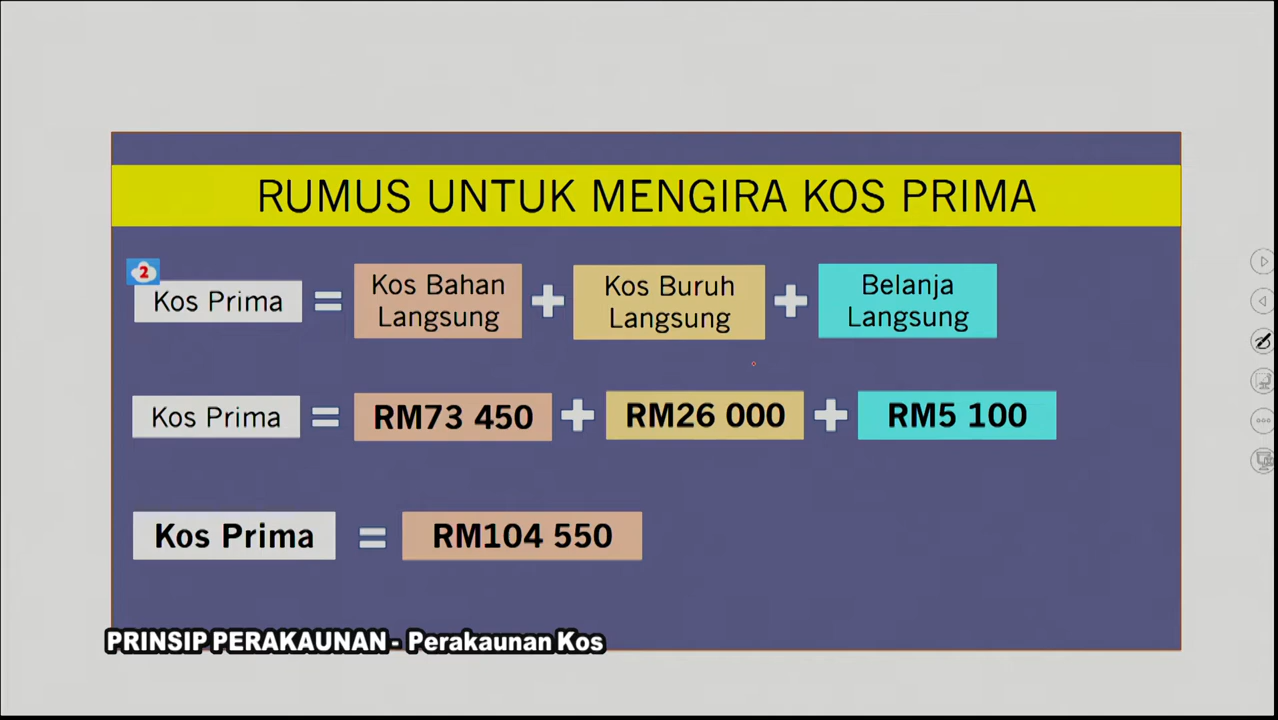 RUMUS UNTUK MENGIRA KOS PRIMA
2
Kos Prima = Kos Bahan Langsung + Kos Buruh Langsung + Belanja Langsung
Kos Prima = RM73 450 + RM26 000 + RM5 100
Kos Prima = RM104 550
PRINSIP PERAKAUNAN - Perakaunan Kos